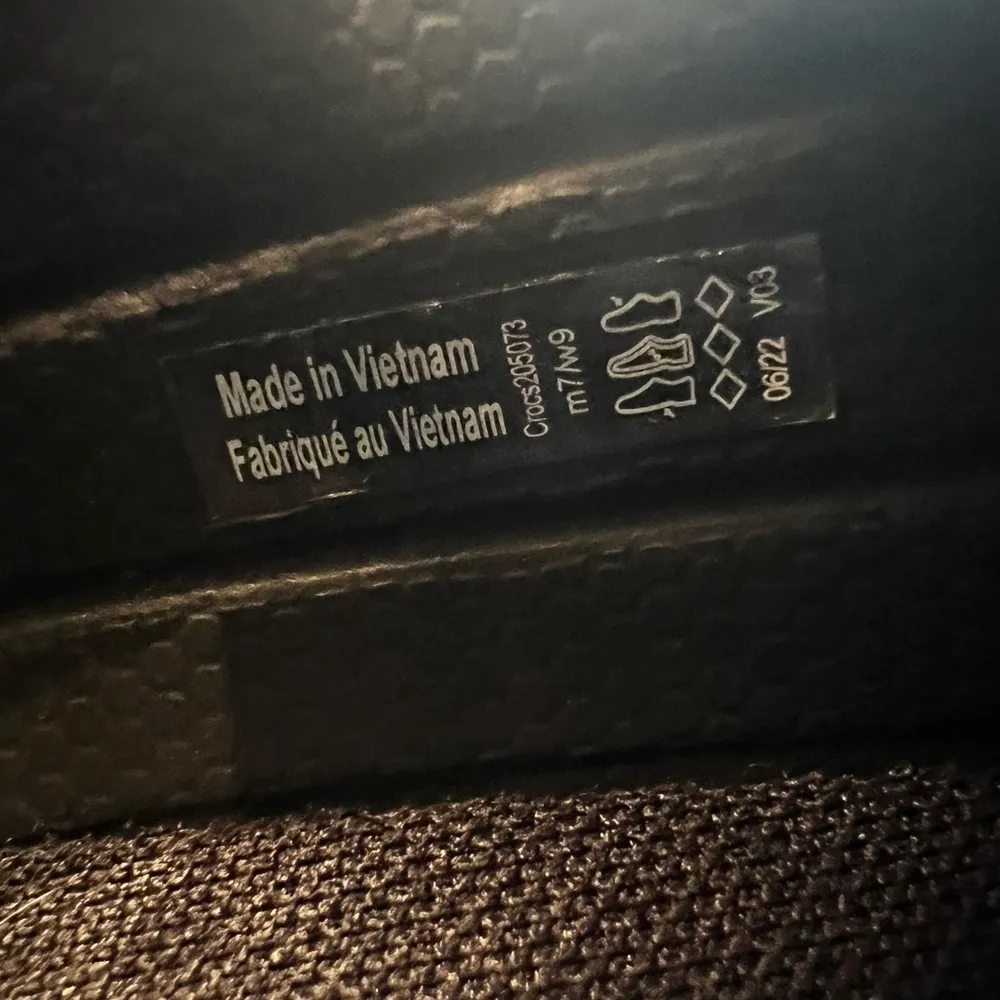 Made in Vietnam
Fabriqué au Vietnam
Crocs205073
m7/w9
06/22 V03